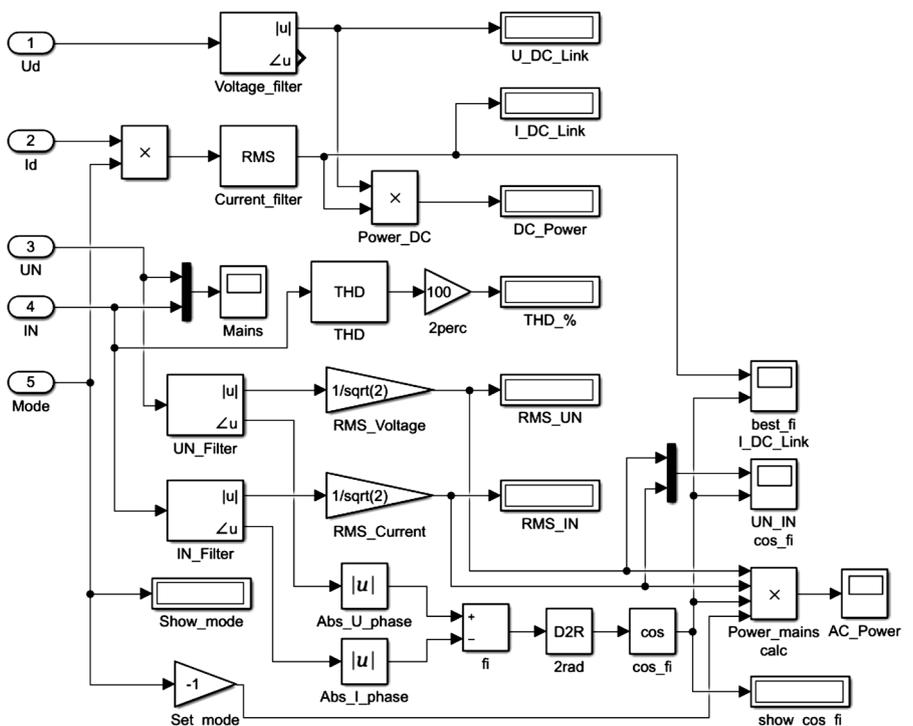 1
Ud
|u|
∠u
Voltage_filter
U_DC_Link
I_DC_Link
2
Id
×
RMS
Current_filter
×
Power_DC
DC_Power
3
UN
4
IN
Mains
THD
THD
100
2perc
THD_%
5
Mode
|u|
∠u
UN_Filter
1/sqrt(2)
RMS_Voltage
RMS_UN
best_fi
I_DC_Link
|u|
∠u
IN_Filter
1/sqrt(2)
RMS_Current
RMS_IN
UN_IN
cos_fi
Show_mode
|u|
Abs_U_phase
|u|
Abs_I_phase
+
−
fi
D2R
2rad
cos
cos_fi
×
Power_mains
calc
AC_Power
-1
Set_mode
show_cos_fi